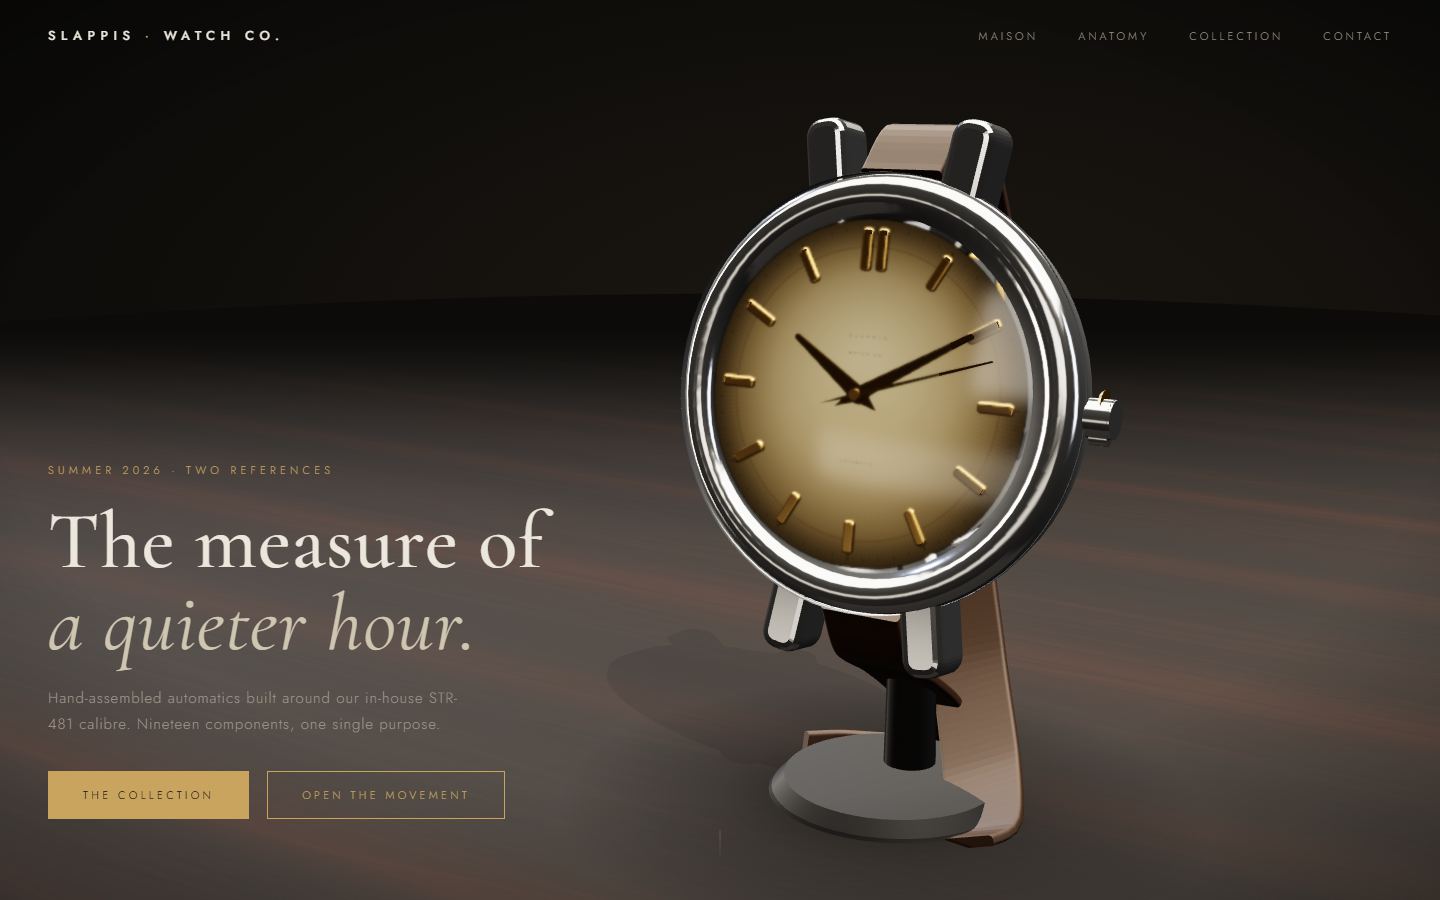 SLAPPIS · WATCH CO.
MAISON
ANATOMY
COLLECTION
CONTACT
SUMMER 2026 · TWO REFERENCES
The measure of
a quieter hour.
Hand-assembled automatics built around our in-house STR-
481 calibre. Nineteen components, one single purpose.
THE COLLECTION
OPEN THE MOVEMENT